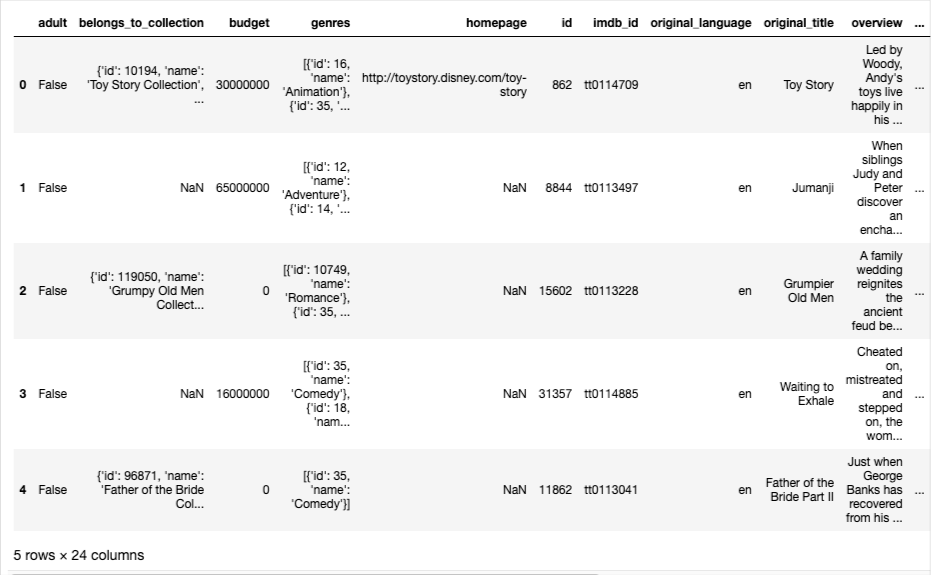 adult belongs_to_collection budget genres homepage id imdb_id original_language original_title overview ...
0 False {'id': 10194, 'name': 'Toy Story Collection', ... 30000000 [{'id': 16, 'name': 'Animation'}, {'id': 35, '... http://toystory.disney.com/toy-story 862 tt0114709 en Toy Story Led by Woody, Andy's toys live happily in his ... ...
1 False NaN 65000000 [{'id': 12, 'name': 'Adventure'}, {'id': 14, '... NaN 8844 tt0113497 en Jumanji When siblings Judy and Peter discover an encha... ...
2 False {'id': 119050, 'name': 'Grumpy Old Men Collect... 0 [{'id': 10749, 'name': 'Romance'}, {'id': 35, ... NaN 15602 tt0113228 en Grumpier Old Men A family wedding reignites the ancient feud be... ...
3 False NaN 16000000 [{'id': 35, 'name': 'Comedy'}, {'id': 18, 'nam... NaN 31357 tt0114885 en Waiting to Exhale Cheated on, mistreated and stepped on, the wom... ...
4 False {'id': 96871, 'name': 'Father of the Bride Col... 0 [{'id': 35, 'name': 'Comedy'}] NaN 11862 tt0113041 en Father of the Bride Part II Just when George Banks has recovered from his ... ...
5 rows × 24 columns